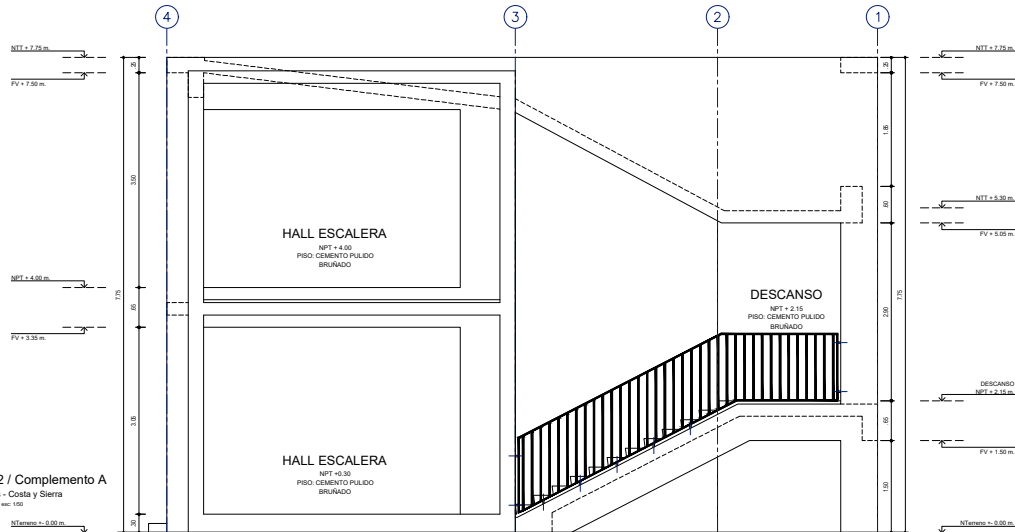 4
3
2
1
NTT + 7.75 m.
FV + 7.50 m.
NTT + 7.75 m.
FV + 7.50 m.
.25
.25
3.50
1.85
.60
HALL ESCALERA
NPT + 4.00
PISO: CEMENTO PULIDO
BRUÑADO
NTT + 5.30 m.
FV + 5.05 m.
NPT + 4.00 m.
FV + 3.35 m.
7.75
.65
7.75
2.90
DESCANSO
NPT + 2.15
PISO: CEMENTO PULIDO
BRUÑADO
DESCANSO
NPT + 2.15 m.
FV + 1.50 m.
3.05
.65
1.50
HALL ESCALERA
NPT +0.30
PISO: CEMENTO PULIDO
BRUÑADO
2 / Complemento A
- Costa y Sierra
esc: 1/50
.30
NTerreno +- 0.00 m.
NTerreno +- 0.00 m.